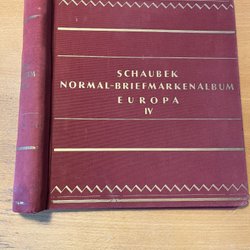 SCHAUBEK
NORMAL-BRIEFMARKENALBUM
EUROPA
IV